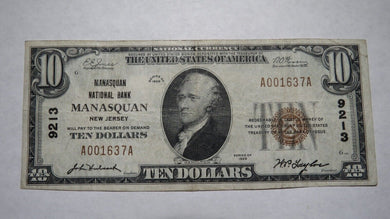 NATIONAL CURRENCY
THE UNITED STATES OF AMERICA
10
10
MANASQUAN
NATIONAL BANK
MANASQUAN
NEW JERSEY
WILL PAY TO THE BEARER ON DEMAND
TEN DOLLARS
A001637A
A001637A
9213
9213
SERIES OF
1929
TEN DOLLARS
10
10